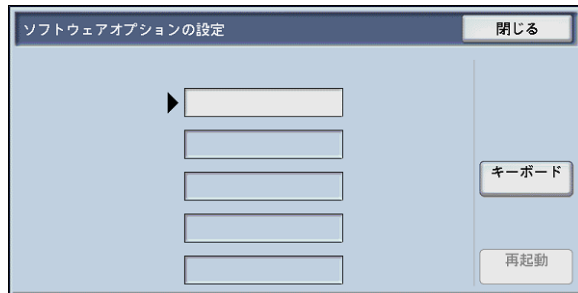 ソフトウェアオプションの設定
閉じる
キーボード
再起動